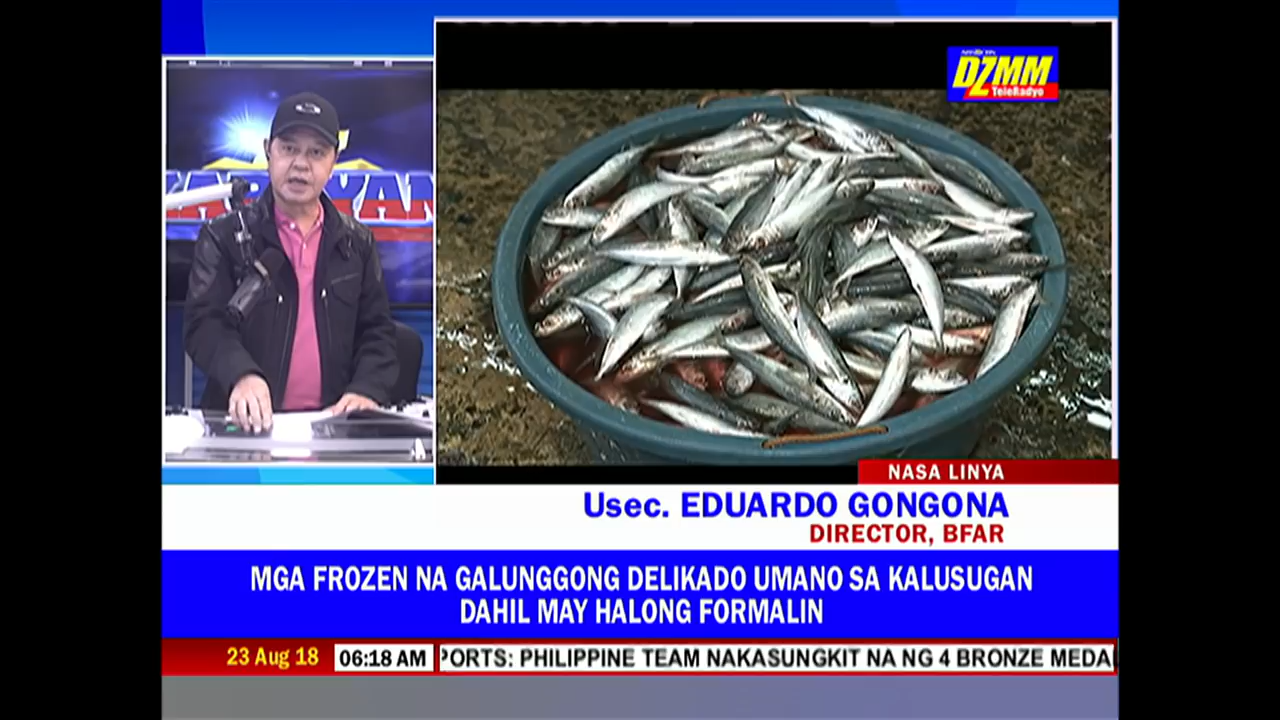 DZMM
TeleRadyo
NASA LINYA
Usec. EDUARDO GONGONA
DIRECTOR, BFAR
MGA FROZEN NA GALUNGGONG DELIKADO UMANO SA KALUSUGAN
DAHIL MAY HALONG FORMALIN
23 Aug 18 06:18 AM PORTS: PHILIPPINE TEAM NAKASUNGKIT NA NG 4 BRONZE MEDA